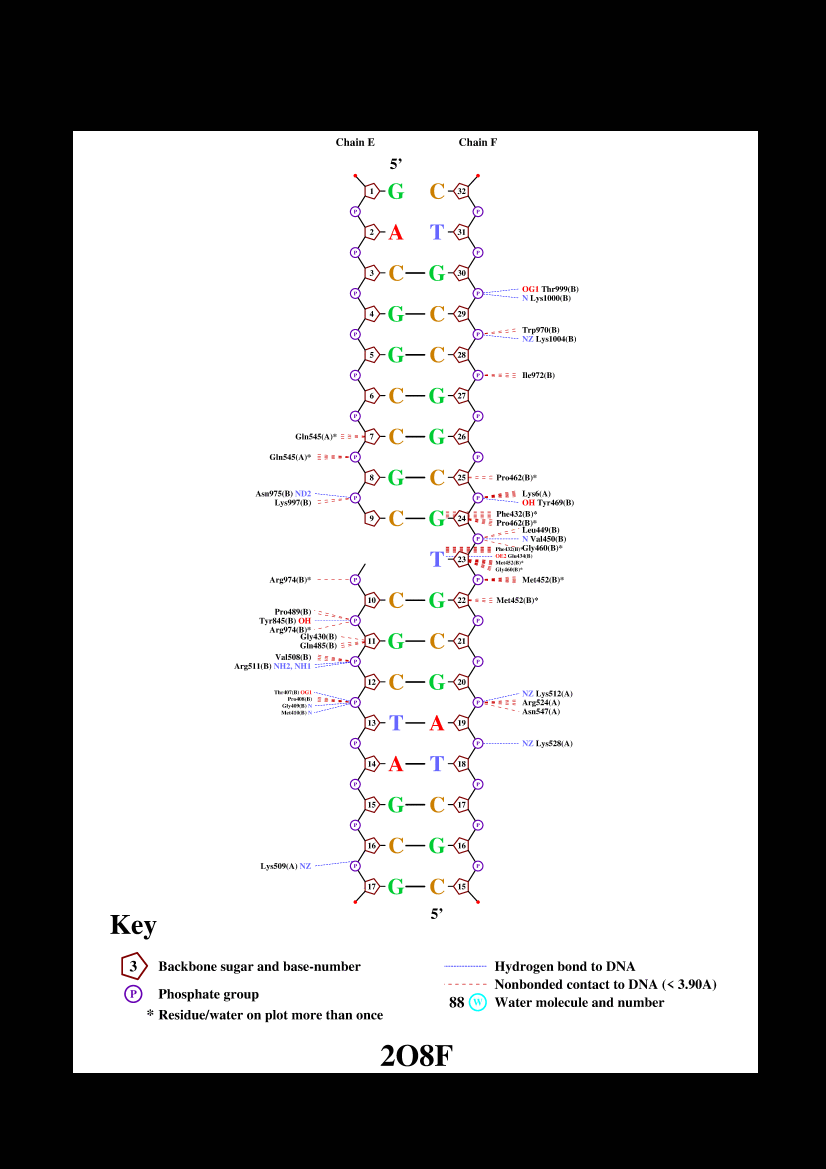 Chain E Chain F
5’
1 G C 32
P P
2 A T 31
P P
3 C G 30
P P OG1 Thr999(B)
N Lys1000(B)
4 G C 29
P P Trp970(B)
NZ Lys1004(B)
5 G C 28
P P Ile972(B)
6 C G 27
P P
Gln545(A)* 7 C G 26
Gln545(A)* P P
8 G C 25 Pro462(B)*
Asn975(B) ND2 P P Lys6(A)
Lys997(B) OH Tyr469(B)
9 C G 24 Phe432(B)*
Pro462(B)*
Leu449(B)
P N Val450(B)
Gly460(B)*
T 23 Phe432(B)*
OE2 Glu434(B)
Met452(B)*
Gly460(B)*
Arg974(B)* P P Met452(B)*
10 C G 22 Met452(B)*
Pro489(B)
Tyr845(B) OH P P
Arg974(B)*
Gly430(B)
11 G C 21
Gln485(B)
Val508(B)
P P
Arg511(B) NH2, NH1
12 C G 20
Thr407(B) OG1 NZ Lys512(A)
Pro408(B) P P Arg524(A)
Gly409(B) N Asn547(A)
Met410(B) N
13 T A 19
P P NZ Lys528(A)
14 A T 18
P P
15 G C 17
P P
16 C G 16
Lys509(A) NZ P P
17 G C 15
5’
Key
3 Backbone sugar and base-number Hydrogen bond to DNA
Nonbonded contact to DNA (< 3.90A)
P Phosphate group 88 W Water molecule and number
* Residue/water on plot more than once
2O8F